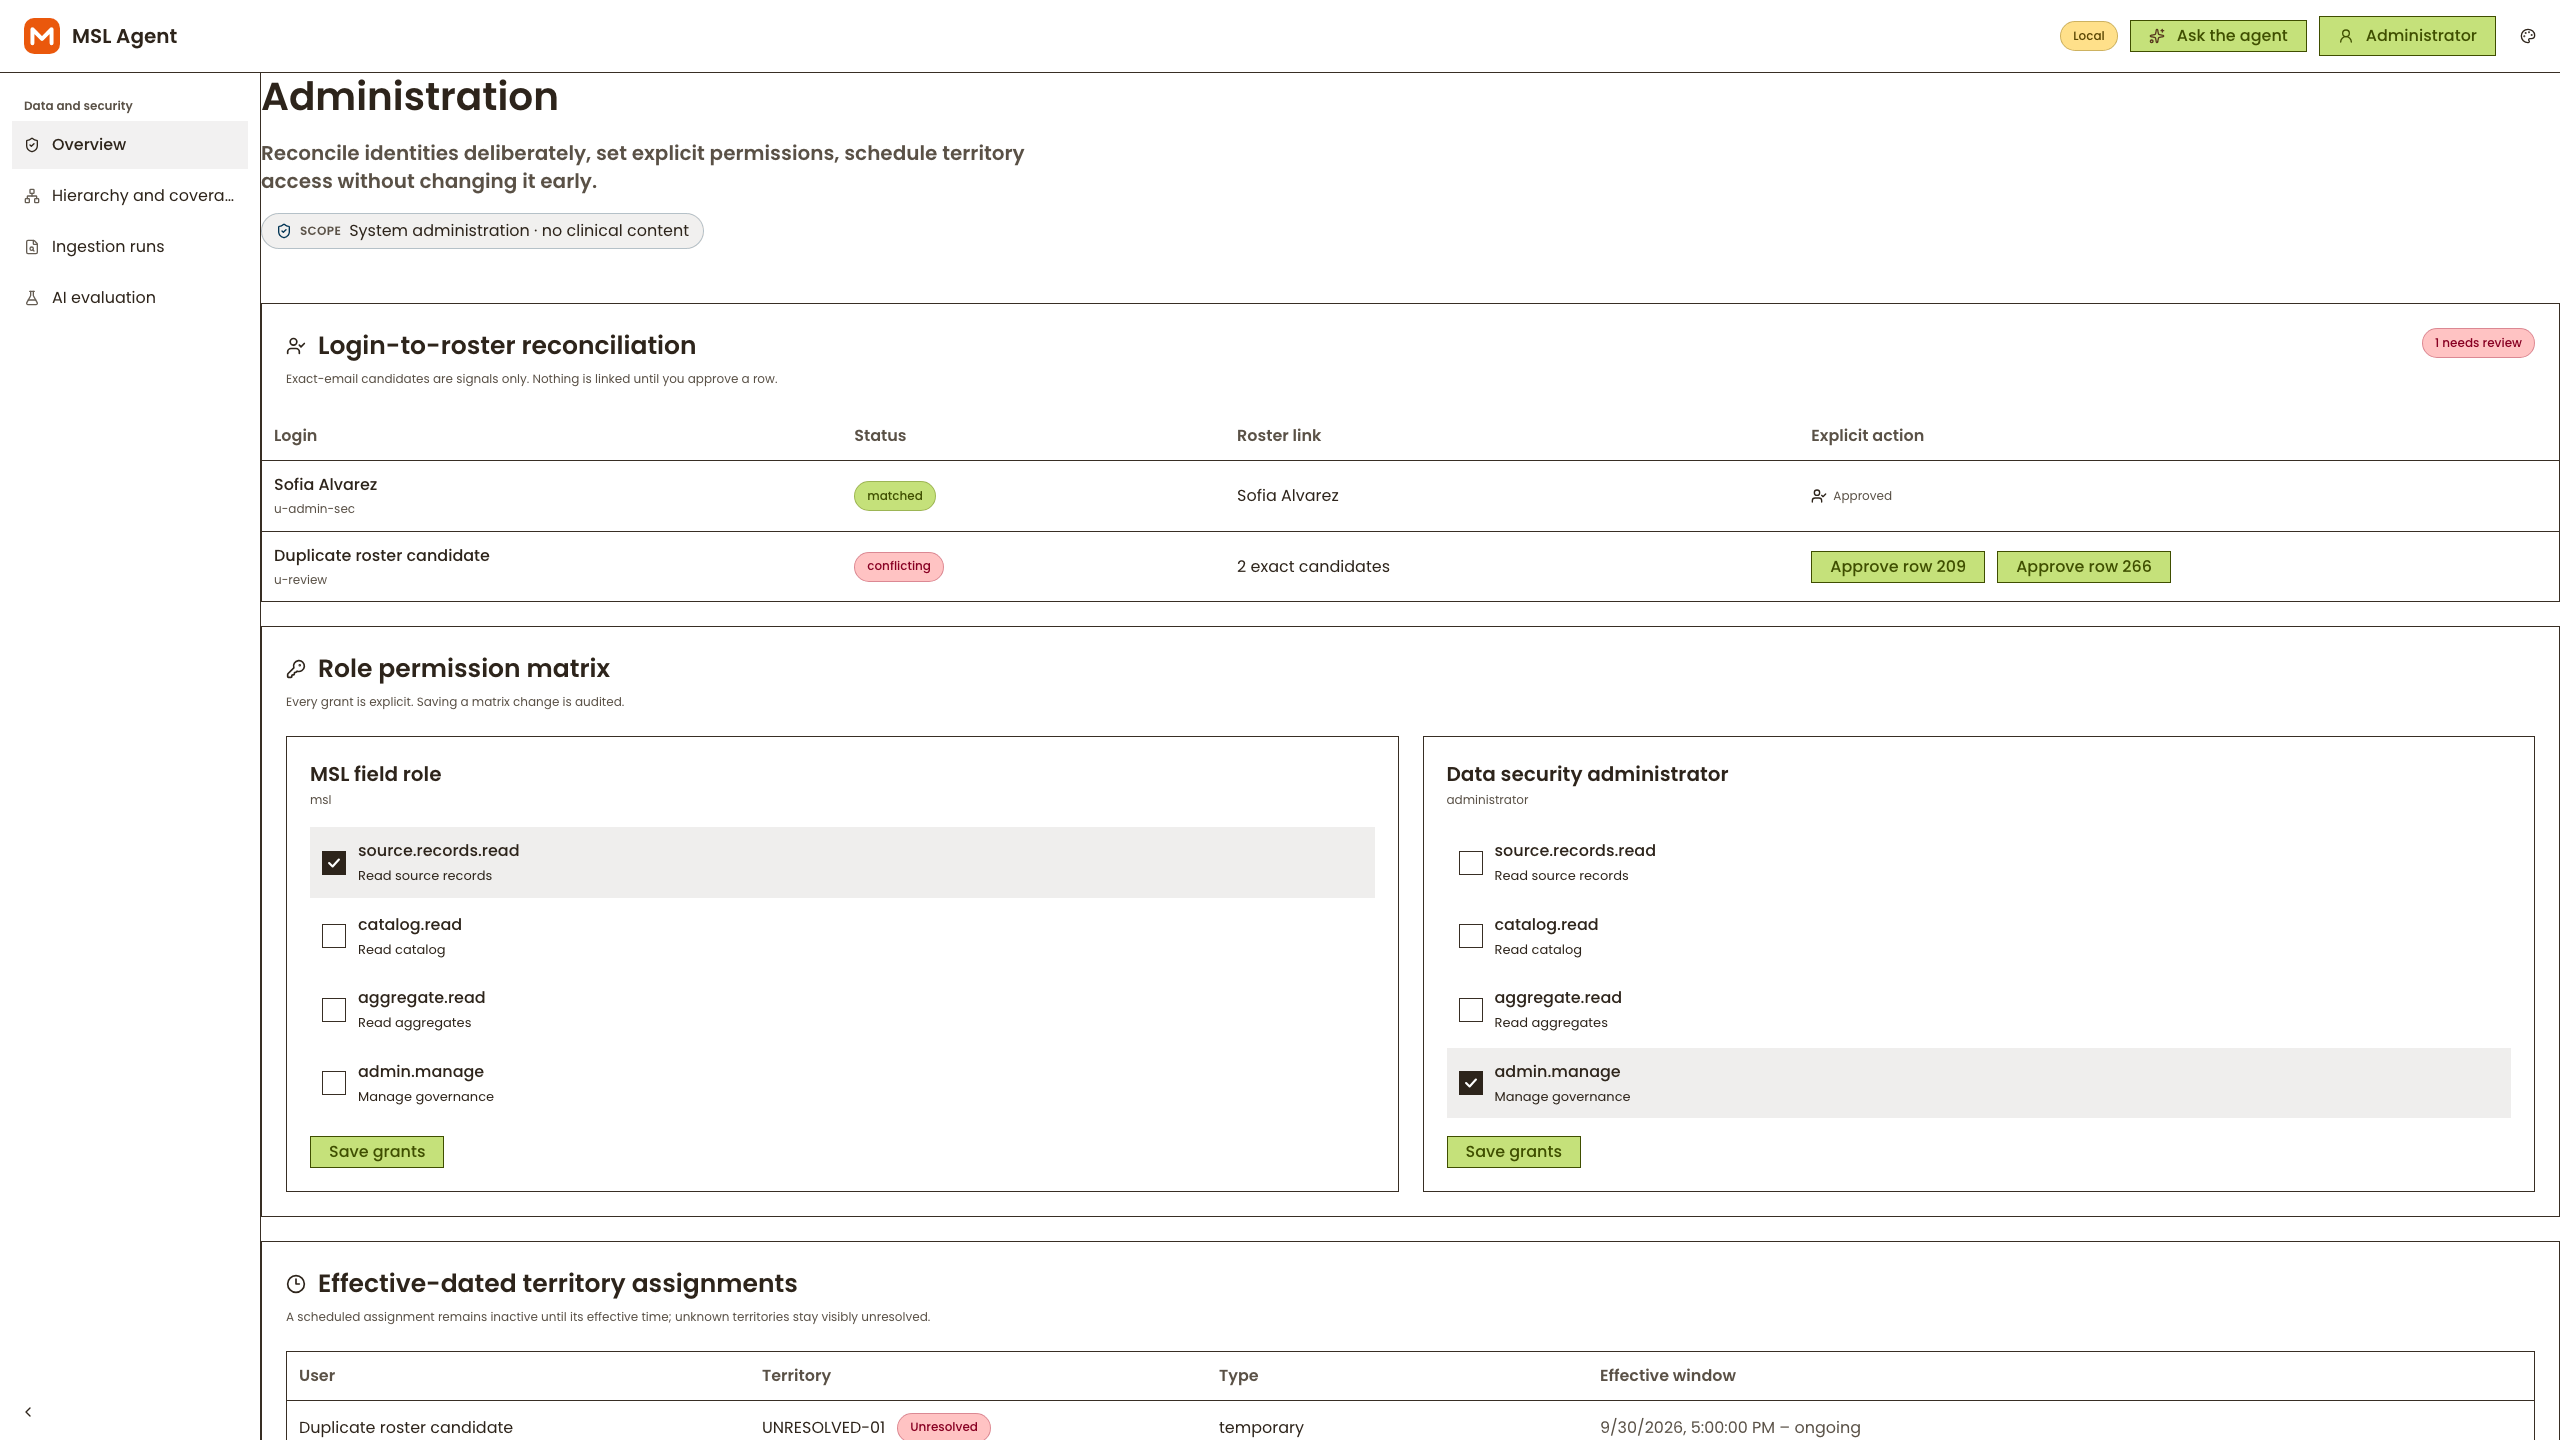 MSL Agent
Local
Ask the agent
Administrator
Data and security
Overview
Hierarchy and covera...
Ingestion runs
AI evaluation
Administration
Reconcile identities deliberately, set explicit permissions, schedule territory
access without changing it early.
SCOPE System administration · no clinical content
Login-to-roster reconciliation
1 needs review
Exact-email candidates are signals only. Nothing is linked until you approve a row.
Login Status Roster link Explicit action
Sofia Alvarez
u-admin-sec
matched
Sofia Alvarez
Approved
Duplicate roster candidate
u-review
conflicting
2 exact candidates
Approve row 209
Approve row 266
Role permission matrix
Every grant is explicit. Saving a matrix change is audited.
MSL field role
msl
source.records.read
Read source records
catalog.read
Read catalog
aggregate.read
Read aggregates
admin.manage
Manage governance
Save grants
Data security administrator
administrator
source.records.read
Read source records
catalog.read
Read catalog
aggregate.read
Read aggregates
admin.manage
Manage governance
Save grants
Effective-dated territory assignments
A scheduled assignment remains inactive until its effective time; unknown territories stay visibly unresolved.
User Territory Type Effective window
Duplicate roster candidate UNRESOLVED-01 Unresolved temporary 9/30/2026, 5:00:00 PM – ongoing